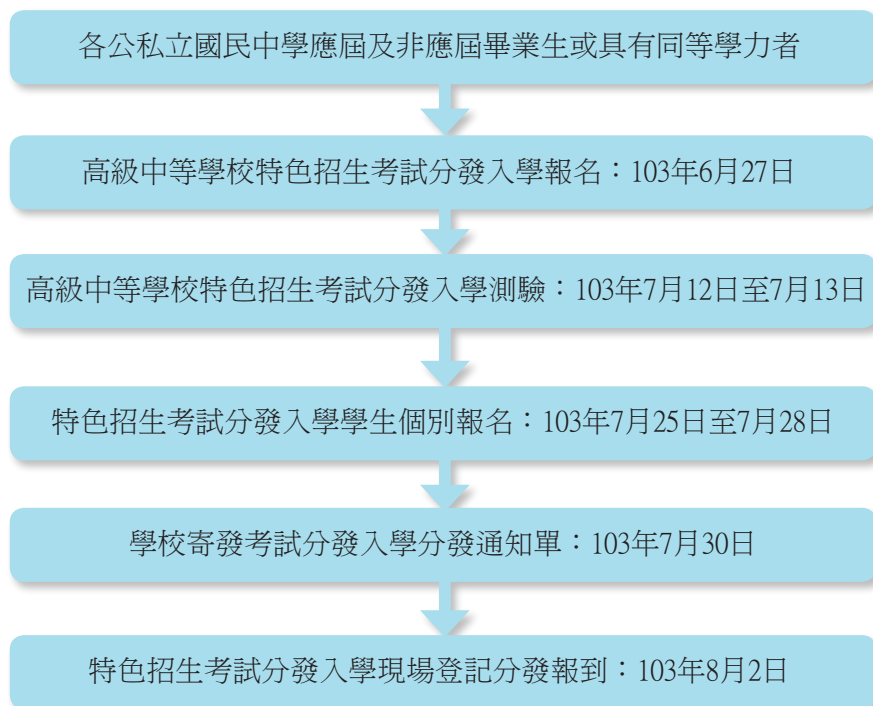 各公私立國民中學應屆及非應屆畢業生或具有同等學力者
高級中等學校特色招生考試分發入學報名：103年6月27日
高級中等學校特色招生考試分發入學測驗：103年7月12日至7月13日
特色招生考試分發入學學生個別報名：103年7月25日至7月28日
學校寄發考試分發入學分發通知單：103年7月30日
特色招生考試分發入學現場登記分發報到：103年8月2日